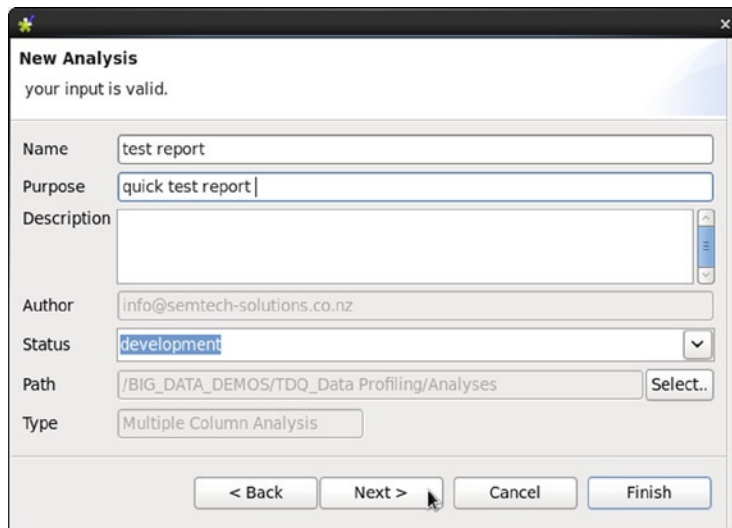 New Analysis
your input is valid.
Name test report
Purpose quick test report
Description
Author info@semtech-solutions.co.nz
Status development
Path /BIG_DATA_DEMOS/TDQ_Data Profiling/Analyses Select..
Type Multiple Column Analysis
< Back Next > Cancel Finish